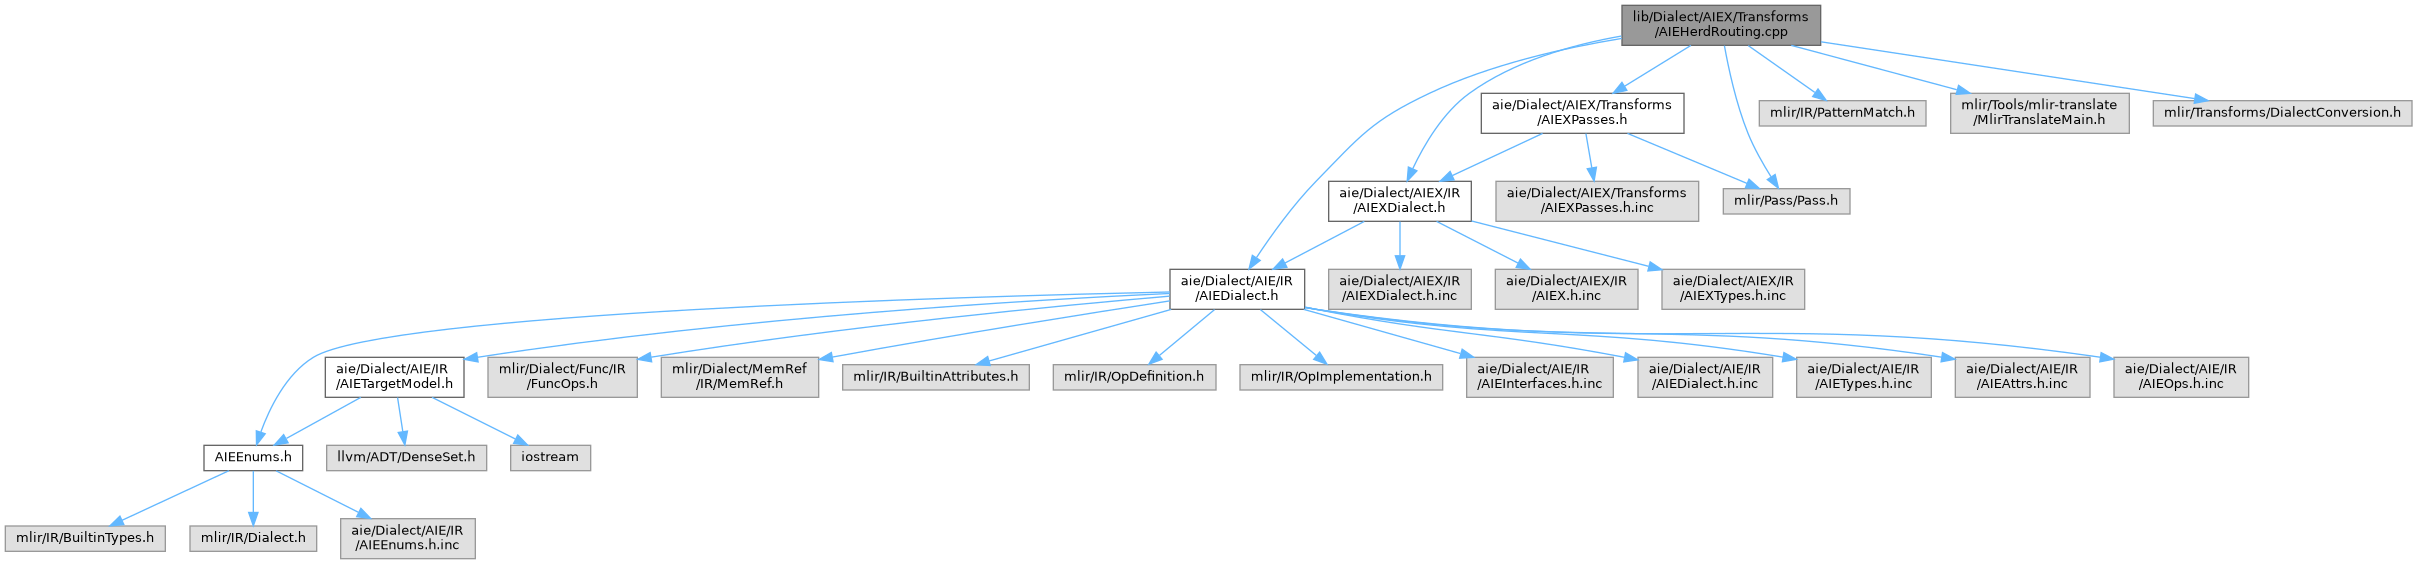 lib/Dialect/AIEX/Transforms
/AIEHerdRouting.cpp
aie/Dialect/AIEX/Transforms
/AIEXPasses.h
mlir/IR/PatternMatch.h
mlir/Tools/mlir-translate
/MlirTranslateMain.h
mlir/Transforms/DialectConversion.h
aie/Dialect/AIEX/IR
/AIEXDialect.h
aie/Dialect/AIEX/Transforms
/AIEXPasses.h.inc
mlir/Pass/Pass.h
aie/Dialect/AIE/IR
/AIEDialect.h
aie/Dialect/AIEX/IR
/AIEXDialect.h.inc
aie/Dialect/AIEX/IR
/AIEX.h.inc
aie/Dialect/AIEX/IR
/AIEXTypes.h.inc
aie/Dialect/AIE/IR
/AIETargetModel.h
mlir/Dialect/Func/IR
/FuncOps.h
mlir/Dialect/MemRef
/IR/MemRef.h
mlir/IR/BuiltinAttributes.h
mlir/IR/OpDefinition.h
mlir/IR/OpImplementation.h
aie/Dialect/AIE/IR
/AIEInterfaces.h.inc
aie/Dialect/AIE/IR
/AIEDialect.h.inc
aie/Dialect/AIE/IR
/AIETypes.h.inc
aie/Dialect/AIE/IR
/AIEAttrs.h.inc
aie/Dialect/AIE/IR
/AIEOps.h.inc
AIEEnums.h
llvm/ADT/DenseSet.h
iostream
mlir/IR/BuiltinTypes.h
mlir/IR/Dialect.h
aie/Dialect/AIE/IR
/AIEEnums.h.inc